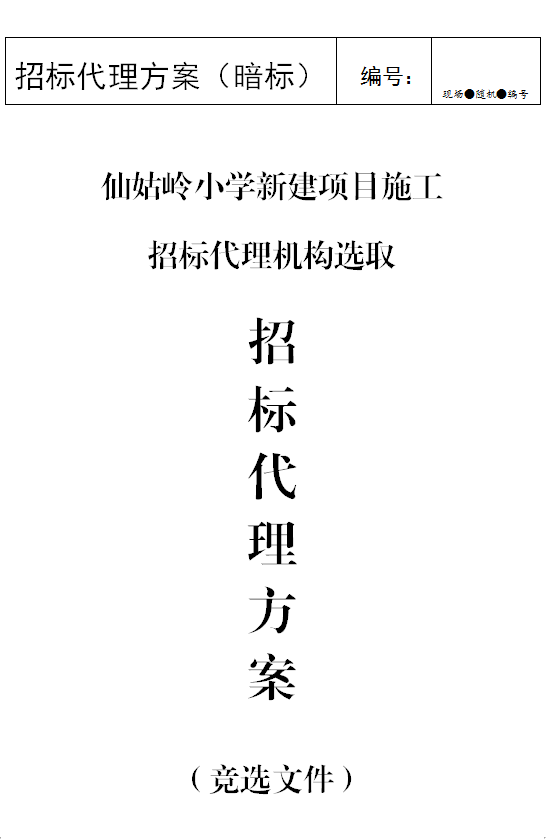 招标代理方案（暗标） 编号：
现场●随机●编号
仙姑岭小学新建项目施工
招标代理机构选取
招
标
代
理
方
案
（竞选文件）